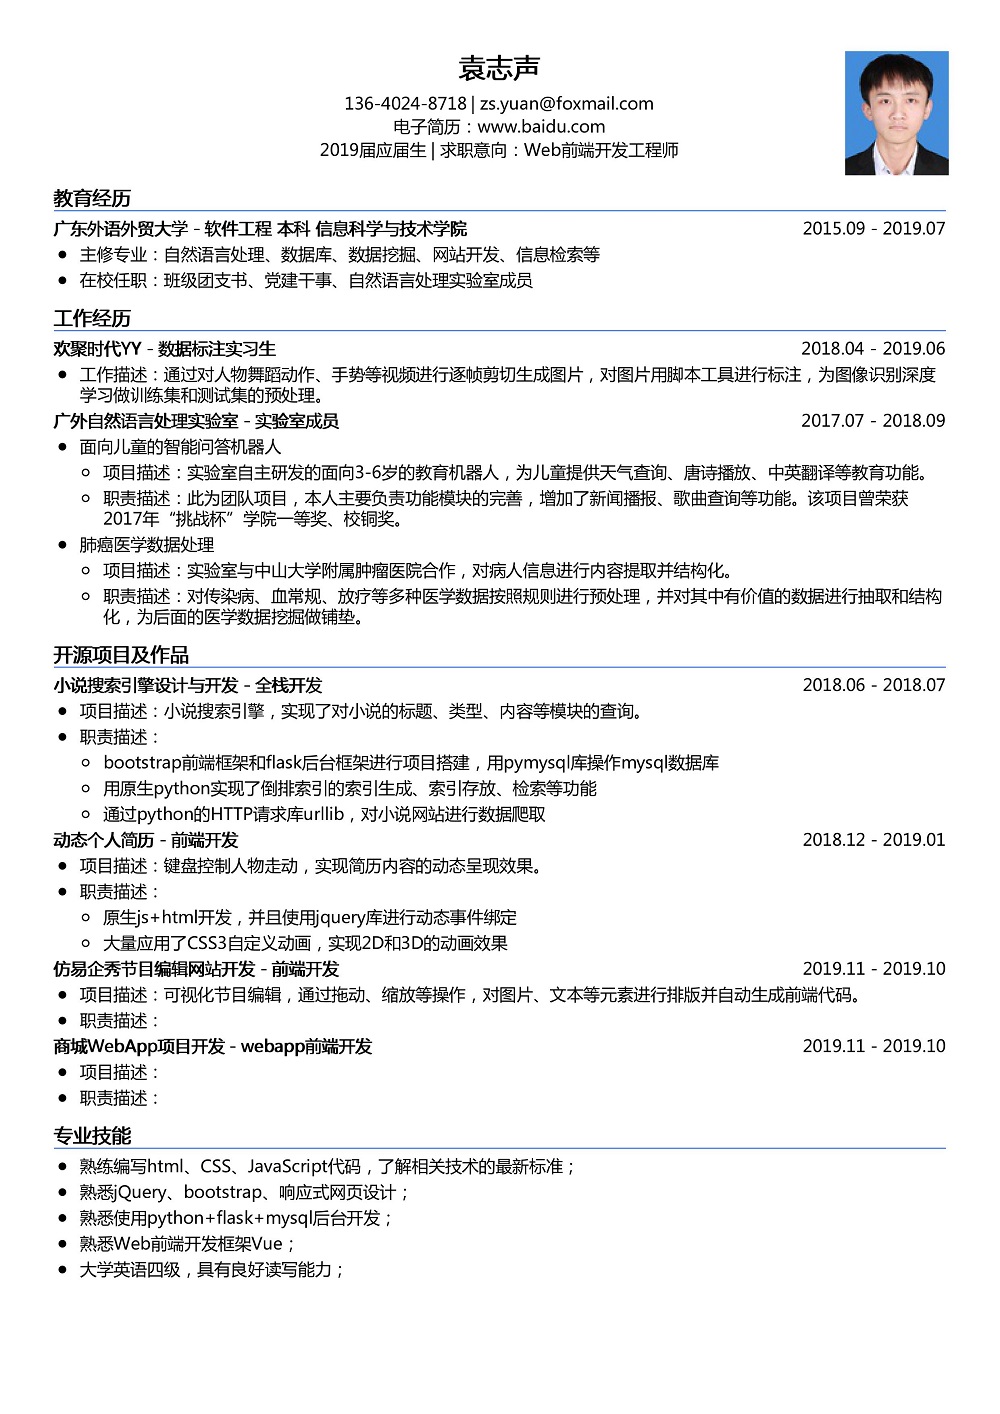 袁志声
136-4024-8718 | zs.yuan@foxmail.com
电子简历：www.baidu.com
2019届应届生 | 求职意向：Web前端开发工程师
教育经历
广东外语外贸大学 - 软件工程 本科 信息科学与技术学院 2015.09 - 2019.07
● 主修专业：自然语言处理、数据库、数据挖掘、网站开发、信息检索等
● 在校任职：班级团支书、党建干事、自然语言处理实验室成员
工作经历
欢聚时代YY - 数据标注实习生 2018.04 - 2019.06
● 工作描述：通过对人物舞蹈动作、手势等视频进行逐帧剪切生成图片，对图片用脚本工具进行标注，为图像识别深度
学习做训练集和测试集的预处理。
广外自然语言处理实验室 - 实验室成员 2017.07 - 2018.09
● 面向儿童的智能问答机器人
○ 项目描述：实验室自主研发的面向3-6岁的教育机器人，为儿童提供天气查询、唐诗播放、中英翻译等教育功能。
○ 职责描述：此为团队项目，本人主要负责功能模块的完善，增加了新闻播报、歌曲查询等功能。该项目曾荣获
2017年“挑战杯”学院一等奖、校铜奖。
● 肺癌医学数据处理
○ 项目描述：实验室与中山大学附属肿瘤医院合作，对病人信息进行内容提取并结构化。
○ 职责描述：对传染病、血常规、放疗等多种医学数据按照规则进行预处理，并对其中有价值的数据进行抽取和结构
化，为后面的医学数据挖掘做铺垫。
开源项目及作品
小说搜索引擎设计与开发 - 全栈开发 2018.06 - 2018.07
● 项目描述：小说搜索引擎，实现了对小说的标题、类型、内容等模块的查询。
● 职责描述：
○ bootstrap前端框架和flask后台框架进行项目搭建，用pymysql库操作mysql数据库
○ 用原生python实现了倒排索引的索引生成、索引存放、检索等功能
○ 通过python的HTTP请求库urllib，对小说网站进行数据爬取
动态个人简历 - 前端开发 2018.12 - 2019.01
● 项目描述：键盘控制人物走动，实现简历内容的动态呈现效果。
● 职责描述：
○ 原生js+html开发，并且使用jquery库进行动态事件绑定
○ 大量应用了CSS3自定义动画，实现2D和3D的动画效果
仿易企秀节目编辑网站开发 - 前端开发 2019.11 - 2019.10
● 项目描述：可视化节目编辑，通过拖动、缩放等操作，对图片、文本等元素进行排版并自动生成前端代码。
● 职责描述：
商城WebApp项目开发 - webapp前端开发 2019.11 - 2019.10
● 项目描述：
● 职责描述：
专业技能
● 熟练编写html、CSS、JavaScript代码，了解相关技术的最新标准；
● 熟悉jQuery、bootstrap、响应式网页设计；
● 熟悉使用python+flask+mysql后台开发；
● 熟悉Web前端开发框架Vue；
● 大学英语四级，具有良好读写能力；